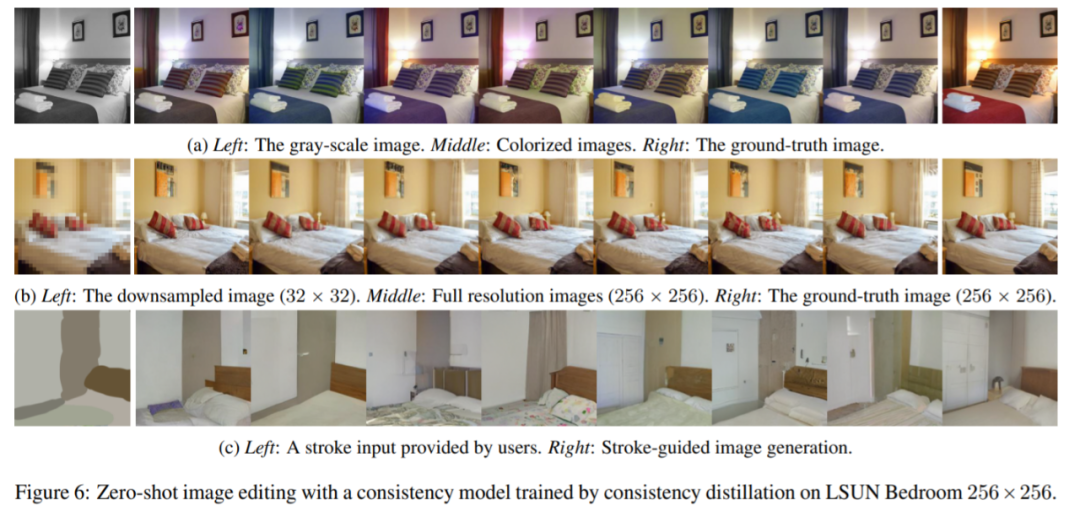 (a) Left: The gray-scale image. Middle: Colorized images. Right: The ground-truth image.
(b) Left: The downsampled image (32 × 32). Middle: Full resolution images (256 × 256). Right: The ground-truth image (256 × 256).
(c) Left: A stroke input provided by users. Right: Stroke-guided image generation.
Figure 6: Zero-shot image editing with a consistency model trained by consistency distillation on LSUN Bedroom 256 × 256.